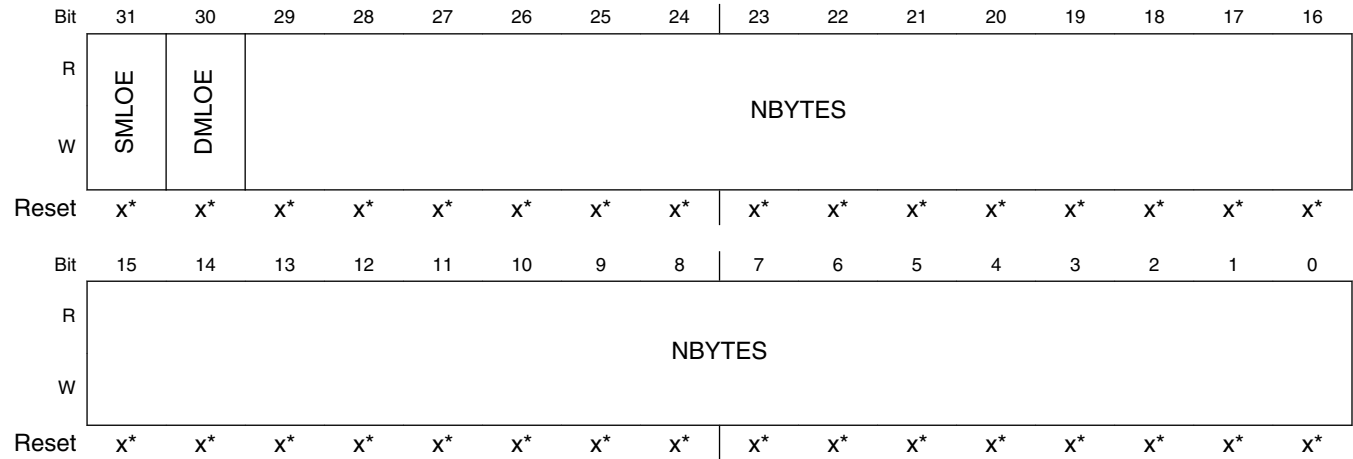 Bit 31 30 29 28 27 26 25 24 23 22 21 20 19 18 17 16
R
SMLOE DMLOE NBYTES
W
Reset x* x* x* x* x* x* x* x* x* x* x* x* x* x* x* x*
Bit 15 14 13 12 11 10 9 8 7 6 5 4 3 2 1 0
R
NBYTES
W
Reset x* x* x* x* x* x* x* x* x* x* x* x* x* x* x* x*